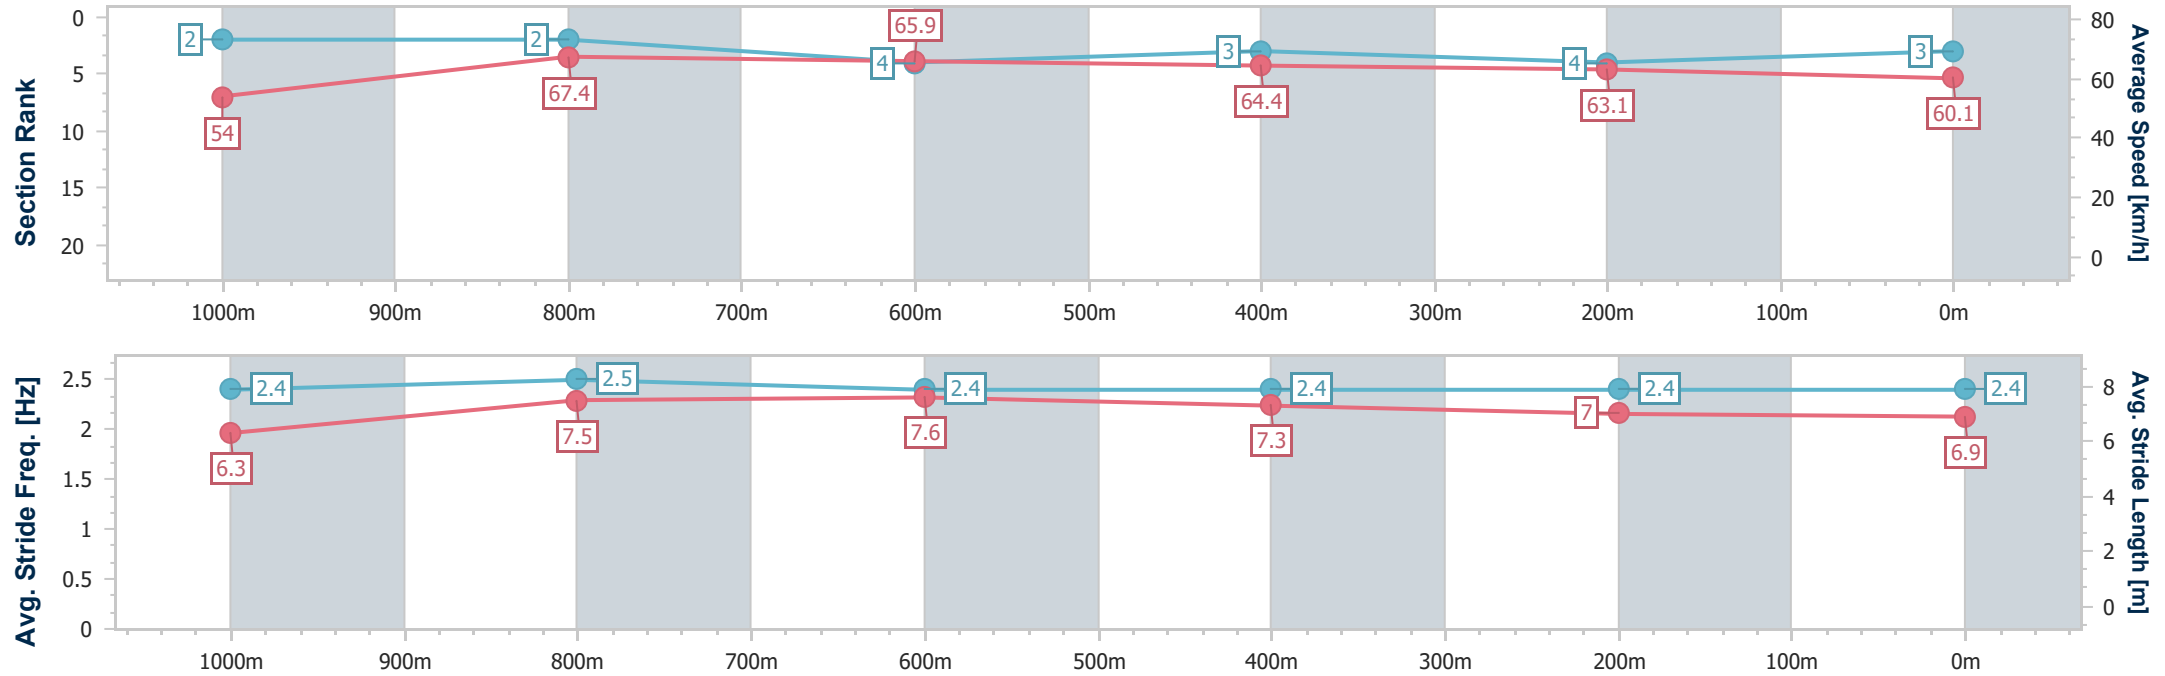 Section Rank
0
5
10
15
20
2
2
4
3
4
3
54
67.4
65.9
64.4
63.1
60.1
80
60
40
20
0
Average Speed [km/h]
1000m
900m
800m
700m
600m
500m
400m
300m
200m
100m
0m
Avg. Stride Freq. [Hz]
2.5
2
1.5
1
0.5
0
2.4
2.5
2.4
2.4
2.4
2.4
6.3
7.5
7.6
7.3
7
6.9
8
6
4
2
0
Avg. Stride Length [m]
1000m
900m
800m
700m
600m
500m
400m
300m
200m
100m
0m